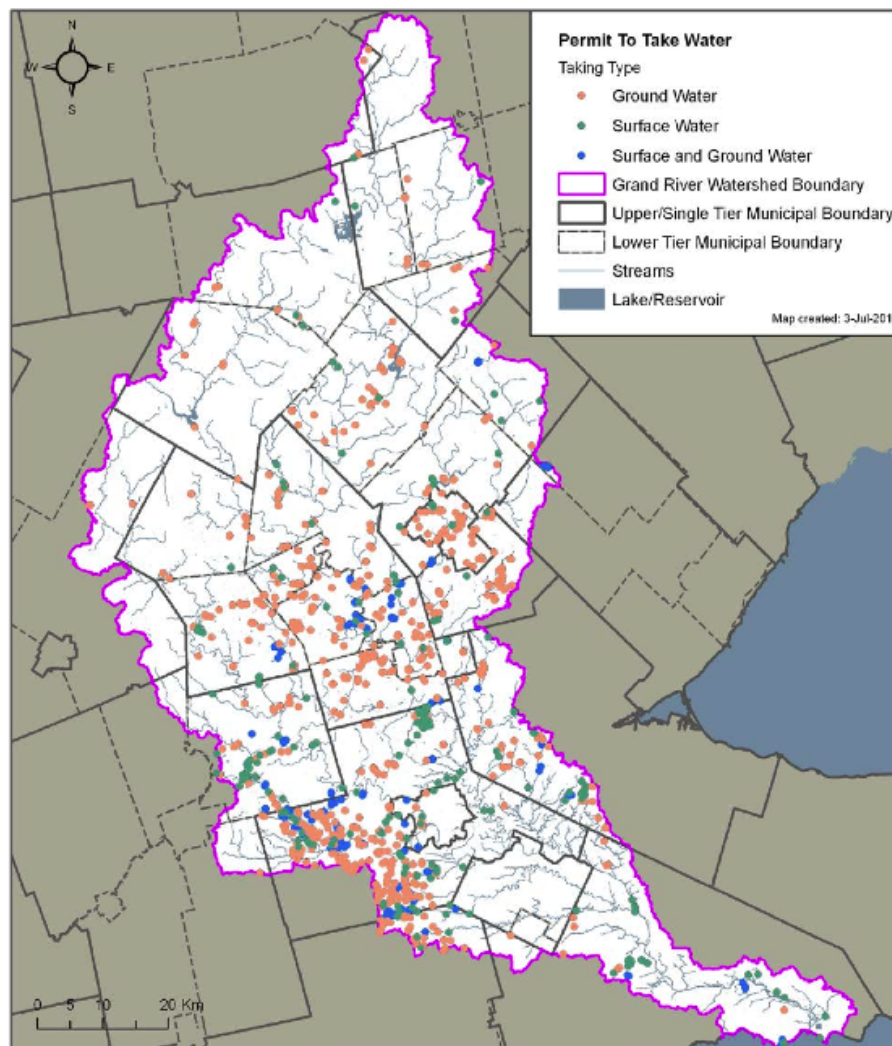 N
W E
S
Permit To Take Water
Taking Type
Ground Water
Surface Water
Surface and Ground Water
Grand River Watershed Boundary
Upper/Single Tier Municipal Boundary
Lower Tier Municipal Boundary
Streams
Lake/Reservoir
Map created: 3-Jul-201
0 5 10 20 Km